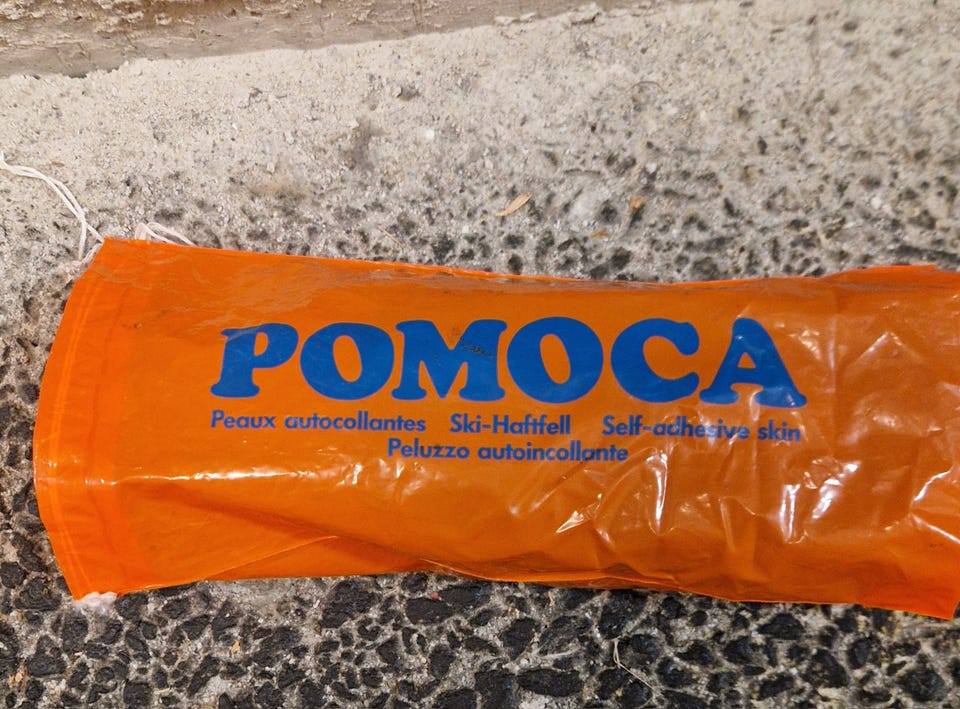 POMOCA
Peaux autocollantes Ski-Haftfell Self-adhesive skin
Peluzzo autoincollante